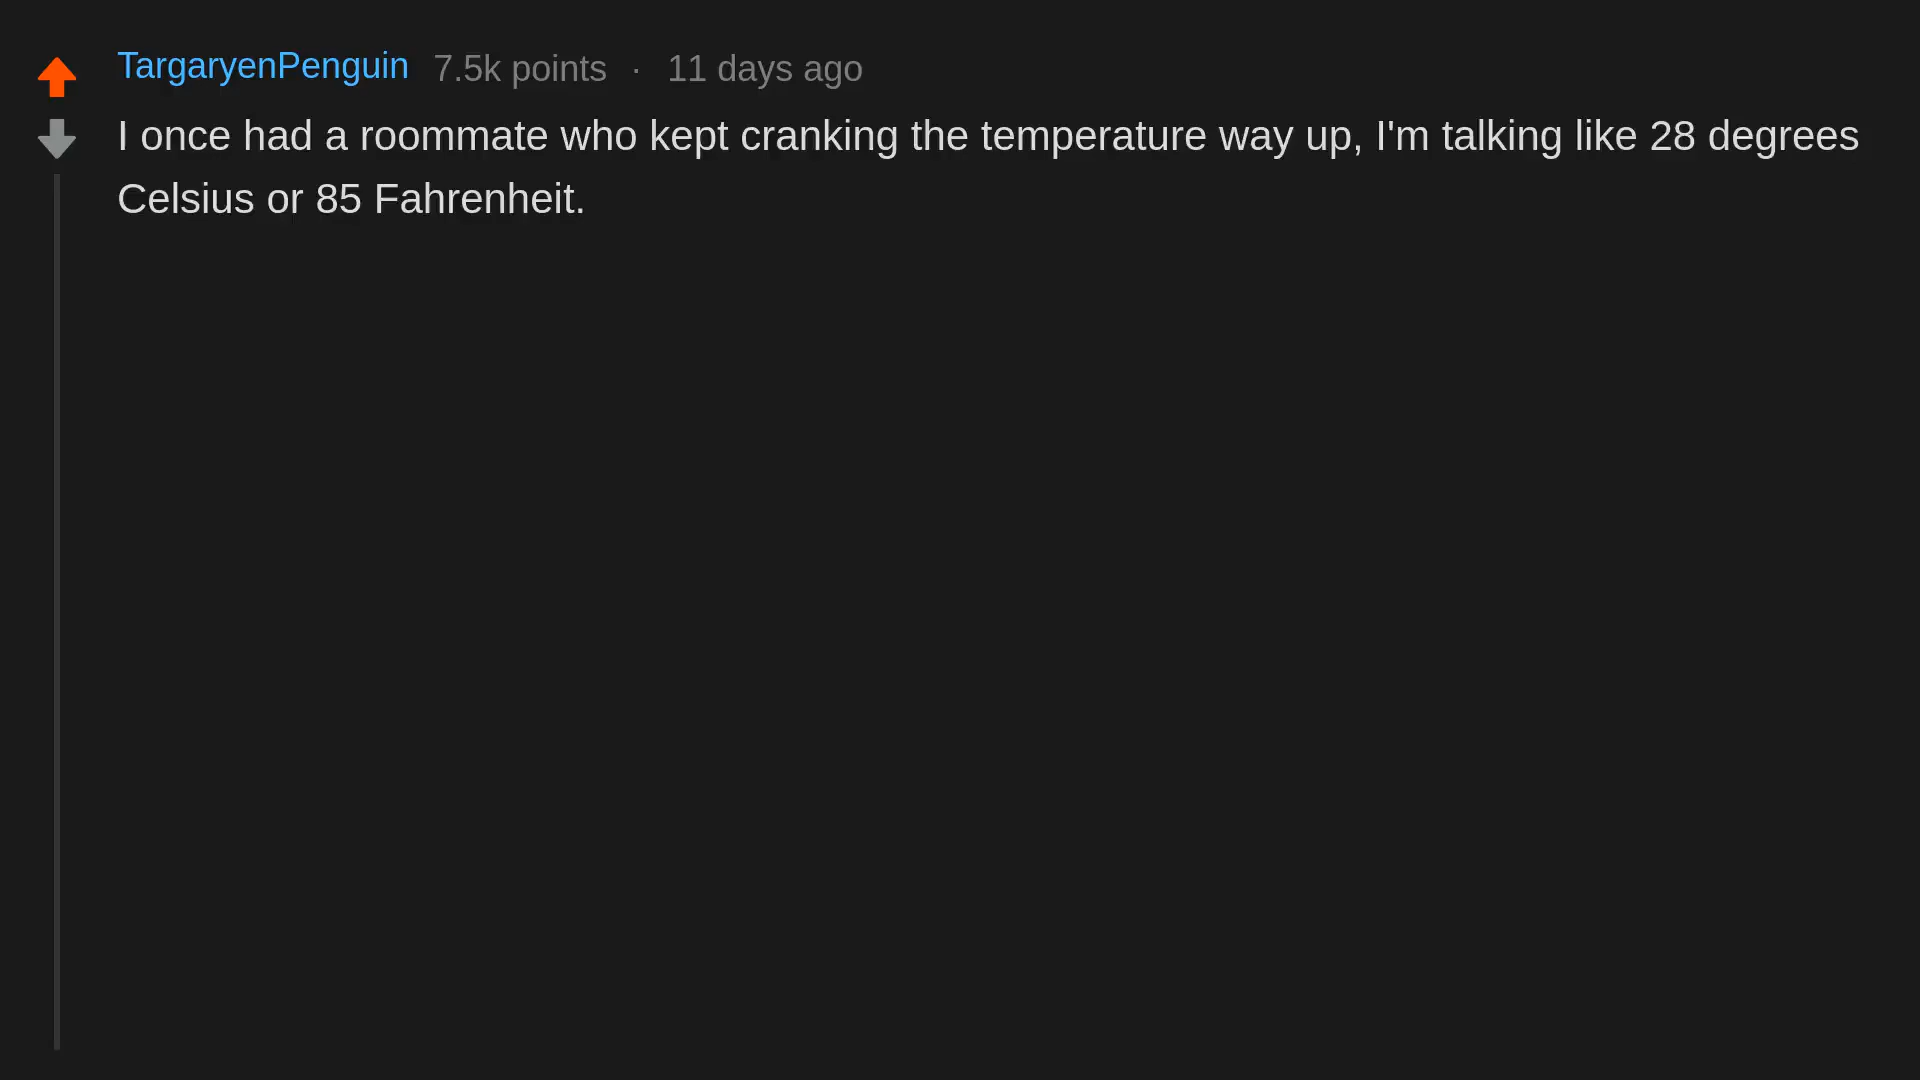 TargaryenPenguin 7.5k points · 11 days ago
I once had a roommate who kept cranking the temperature way up, I'm talking like 28 degrees
Celsius or 85 Fahrenheit.